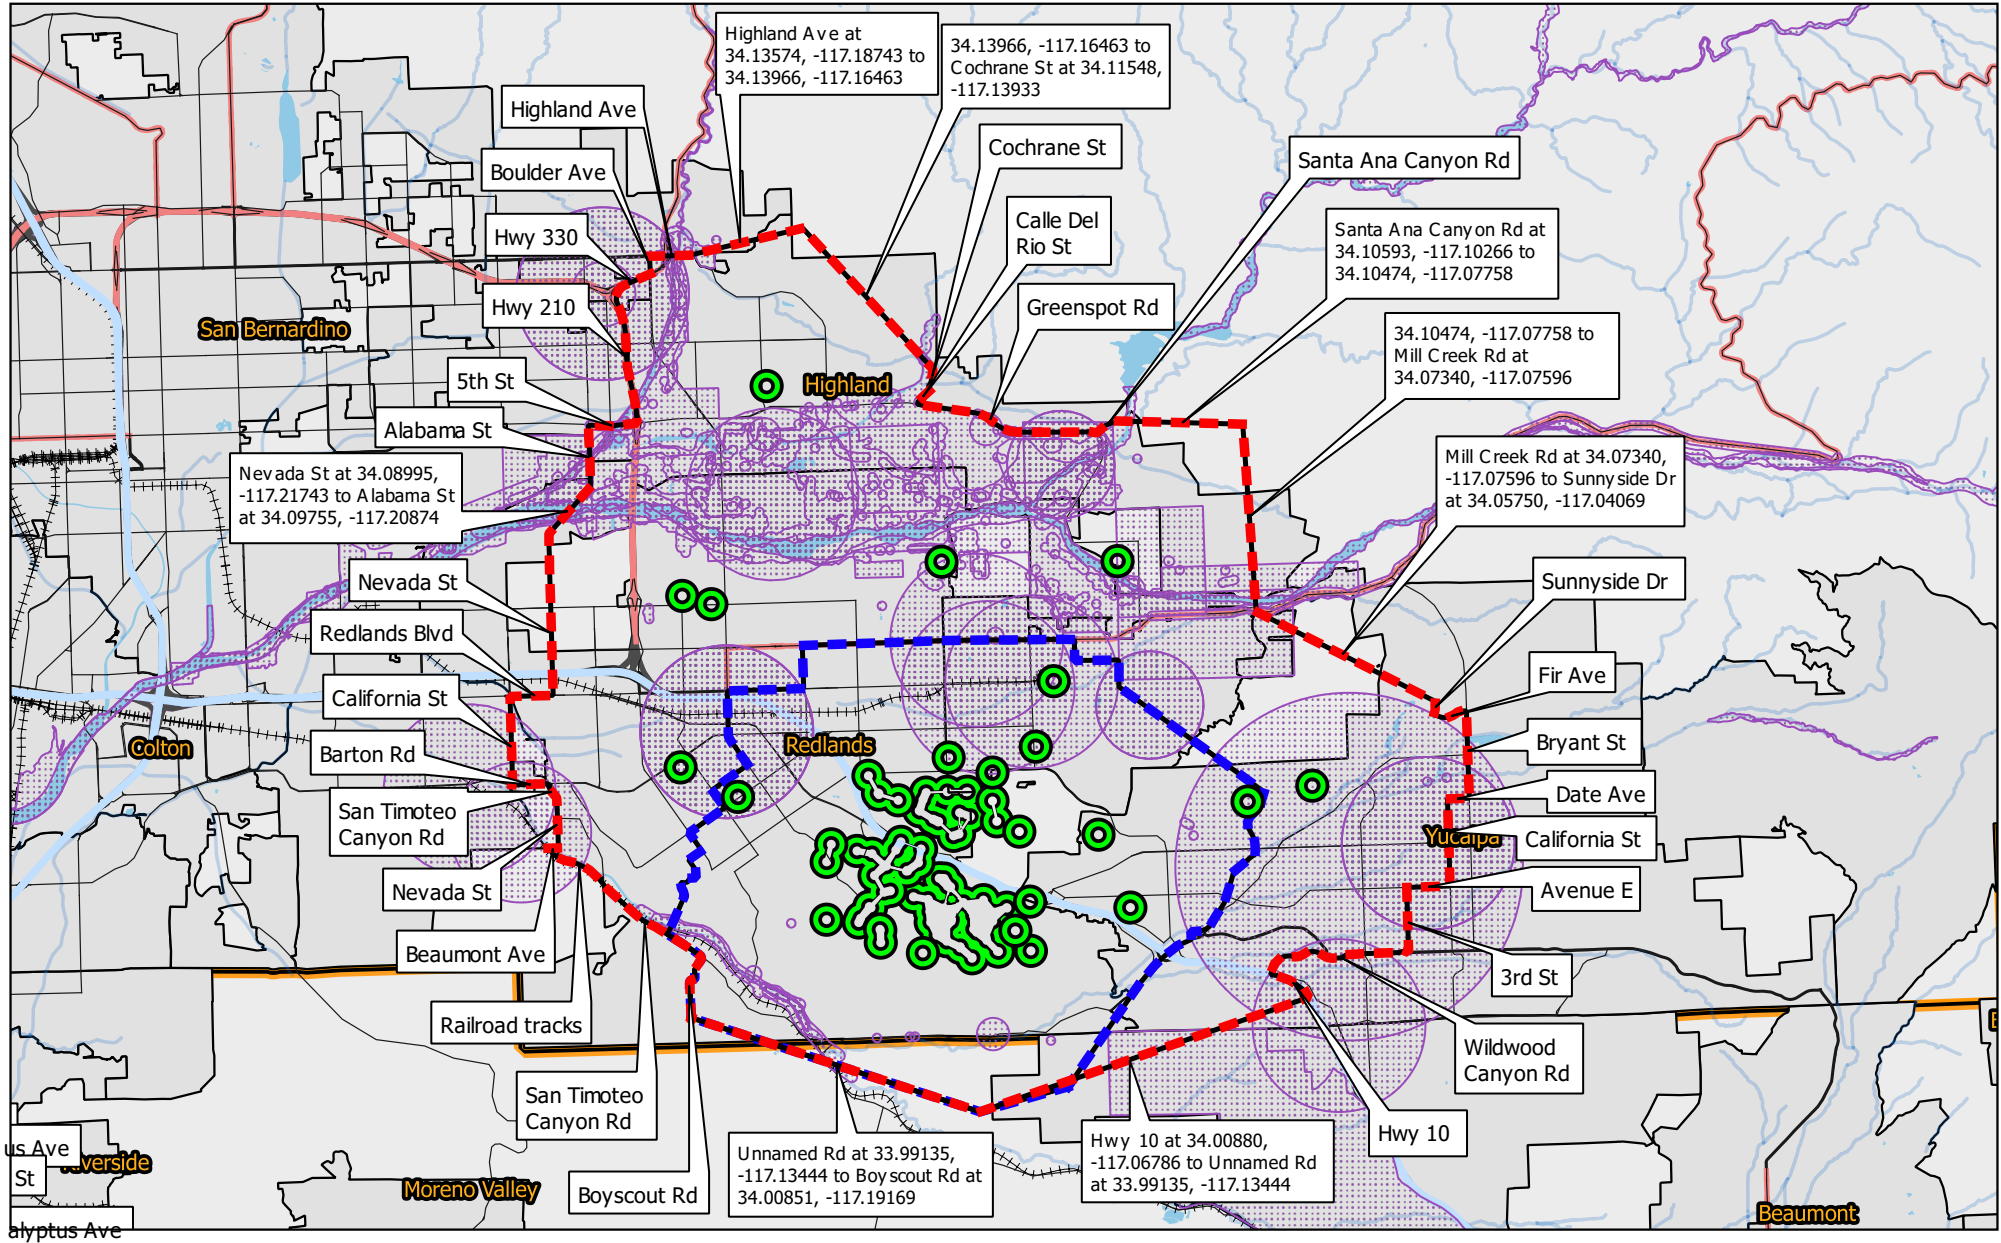 Highland Ave at
34.13574, -117.18743 to
34.13966, -117.16463
34.13966, -117.16463 to
Cochrane St at 34.11548,
-117.13933
Highland Ave
Cochrane St
Santa Ana Canyon Rd
Boulder Ave
Calle Del
Rio St
Santa Ana Canyon Rd at
34.10593, -117.10266 to
34.10474, -117.07758
Hwy 330
Hwy 210
Greenspot Rd
San Bernardino
34.10474, -117.07758 to
Mill Creek Rd at
34.07340, -117.07596
5th St
Highland
Alabama St
Nevada St at 34.08995,
-117.21743 to Alabama St
at 34.09755, -117.20874
Mill Creek Rd at 34.07340,
-117.07596 to Sunnyside Dr
at 34.05750, -117.04069
Nevada St
Sunnyside Dr
Redlands Blvd
Fir Ave
California St
Colton
Redlands
Bryant St
Barton Rd
Date Ave
San Timoteo
Canyon Rd
Yucaipa
California St
Nevada St
Avenue E
Beaumont Ave
3rd St
Railroad tracks
Wildwood
Canyon Rd
San Timoteo
Canyon Rd
Hwy 10
Unnamed Rd at 33.99135,
-117.13444 to Boyscout Rd at
34.00851, -117.19169
Hwy 10 at 34.00880,
-117.06786 to Unnamed Rd
at 33.99135, -117.13444
us Ave
St
verside
Moreno Valley
Boyscout Rd
Beaumont
alyptus Ave